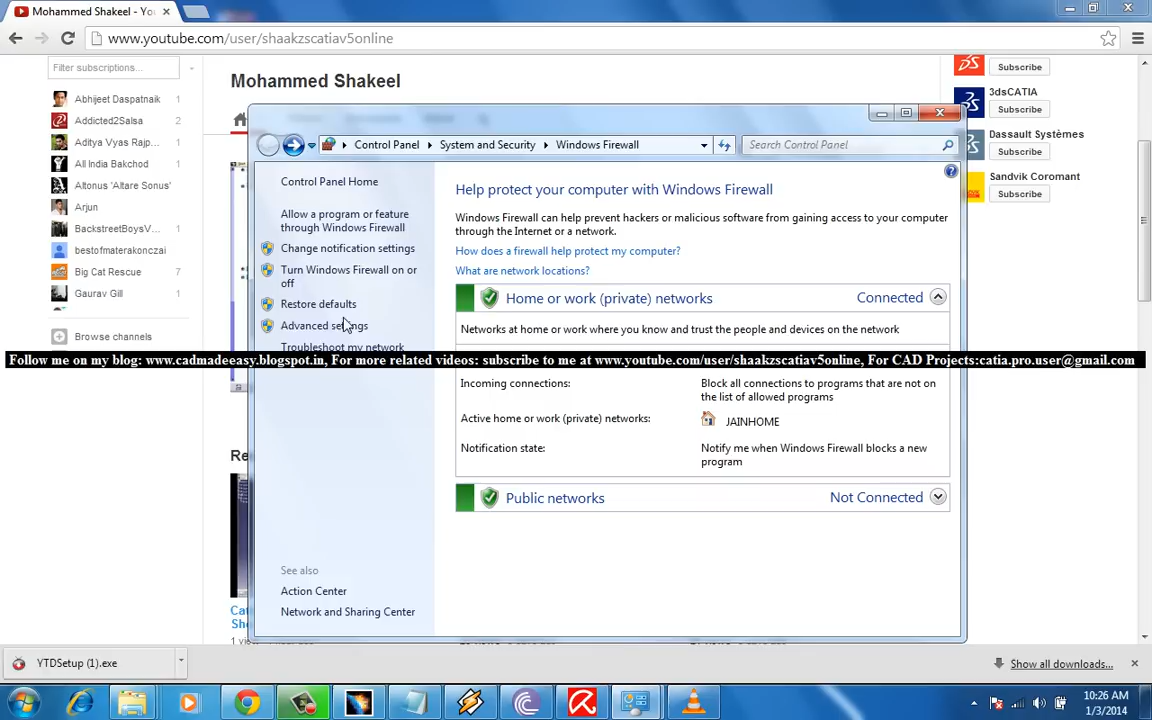 Mohammed Shakeel - Yo
www.youtube.com/user/shaakzscatiav5online
Filter subscriptions...
Abhijeet Daspatnaik 1
Addicted2Salsa 2
Aditya Vyas Rajp... 1
All India Bakchod 1
Altonus 'Altare Sonus' 1
Arjun 1
BackstreetBoysV... 1
bestofmaterakonczai 1
Big Cat Rescue 7
Gaurav Gill 1
Browse channels
Mohammed Shakeel
Subscribe
3dsCATIA
Subscribe
Dassault Systèmes
Subscribe
Sandvik Coromant
Subscribe
Control Panel
System and Security
Windows Firewall
Search Control Panel
Control Panel Home
Allow a program or feature
through Windows Firewall
Change notification settings
Turn Windows Firewall on or
off
Restore defaults
Advanced settings
Troubleshoot my network
Help protect your computer with Windows Firewall
Windows Firewall can help prevent hackers or malicious software from gaining access to your computer
through the Internet or a network.
How does a firewall help protect my computer?
What are network locations?
Home or work (private) networks Connected
Networks at home or work where you know and trust the people and devices on the network
Follow me on my blog: www.cadmadeeasy.blogspot.in, For more related videos: subscribe to me at www.youtube.com/user/shaakzscatiav5online, For CAD Projects:catia.pro.user@gmail.com
Incoming connections: Block all connections to programs that are not on
the list of allowed programs
Active home or work (private) networks: JAINHOME
Notification state: Notify me when Windows Firewall blocks a new
program
Public networks Not Connected
See also
Action Center
Network and Sharing Center
Re
Cat
Sho
1 view
YTDSetup (1).exe
Show all downloads...
10:26 AM
1/3/2014